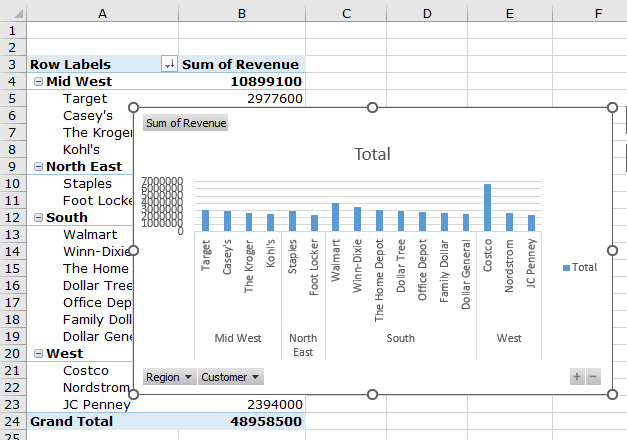 A B C D E F
1
2
3 Row Labels Sum of Revenue
4 Mid West 10899100
5 Target 2977600
6 Casey's
7 The Kroger
8 Kohl's
9 North East
10 Staples
11 Foot Locke
12 South
13 Walmart
14 Winn-Dixie
15 The Home
16 Dollar Tree
17 Office Dep
18 Family Doll
19 Dollar Gene
20 West
21 Costco
22 Nordstrom
23 JC Penney 2394000
24 Grand Total 48958500
25
Sum of Revenue
Total
7000000
6000000
5000000
4000000
3000000
2000000
1000000
0
Target Casey's The Kroger Kohl's Staples Foot Locker Walmart Winn-Dixie The Home Depot Dollar Tree Office Depot Family Dollar Dollar General Costco Nordstrom JC Penney
Mid West North East South West
Total
Region Customer
+ −